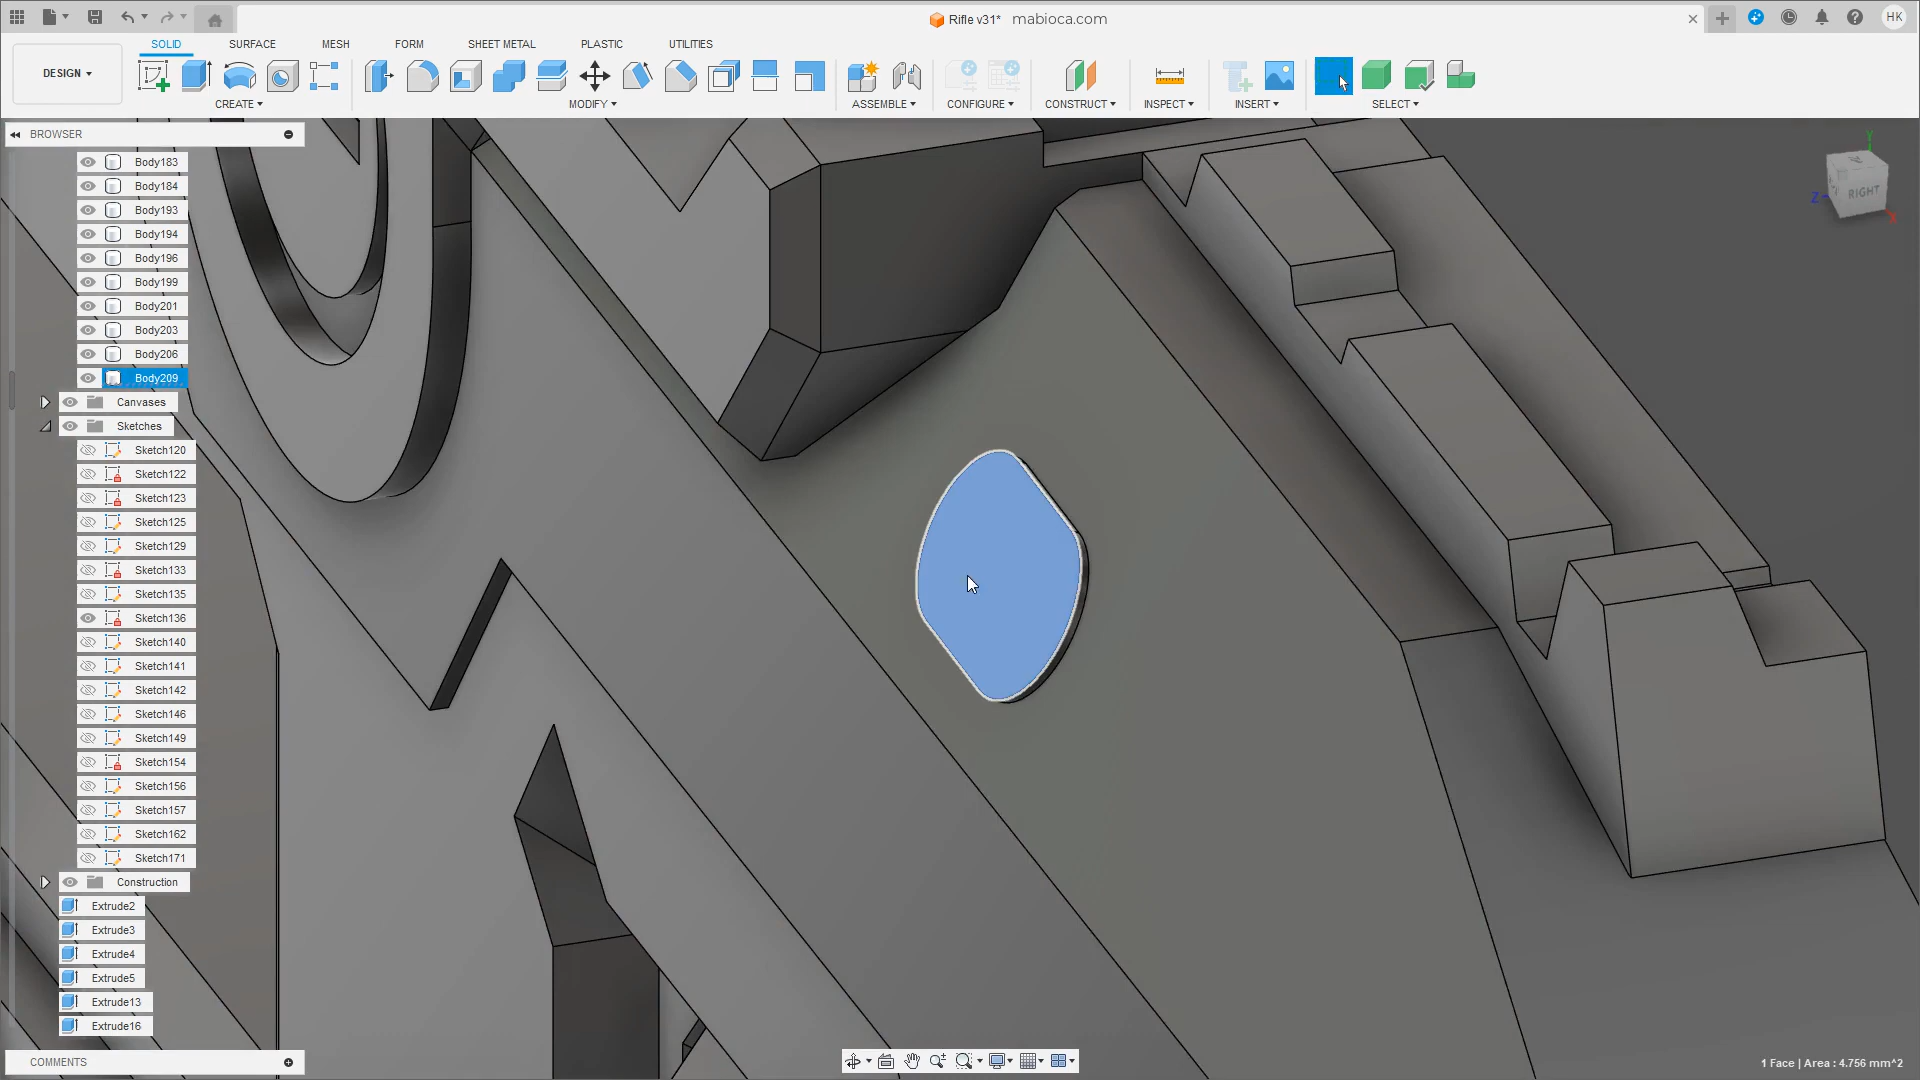 Rifle v31* mabioca.com
HK
DESIGN
SOLID SURFACE MESH FORM SHEET METAL PLASTIC UTILITIES
CREATE MODIFY ASSEMBLE CONFIGURE CONSTRUCT INSPECT INSERT SELECT
BROWSER
Body183
Body184
Body193
Body194
Body196
Body199
Body201
Body203
Body206
Body209
Canvases
Sketches
Sketch120
Sketch122
Sketch123
Sketch125
Sketch129
Sketch133
Sketch135
Sketch136
Sketch140
Sketch141
Sketch142
Sketch146
Sketch149
Sketch154
Sketch156
Sketch157
Sketch162
Sketch171
Construction
Extrude2
Extrude3
Extrude4
Extrude5
Extrude13
Extrude16
COMMENTS
Y
Z
RIGHT
X
1 Face | Area : 4.756 mm^2